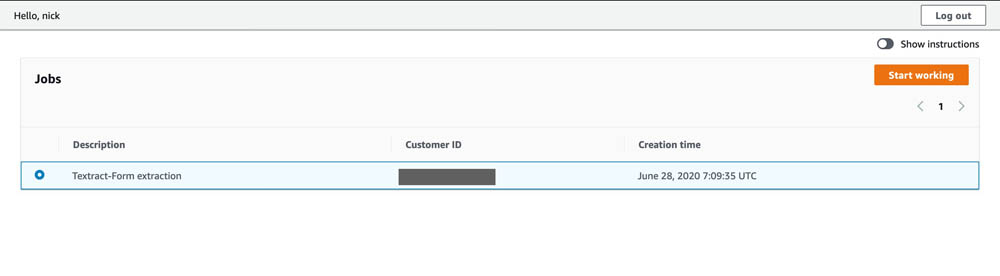 Hello, nick
Log out
Show instructions
Jobs
Start working
1
Description Customer ID Creation time
Textract-Form extraction June 28, 2020 7:09:35 UTC